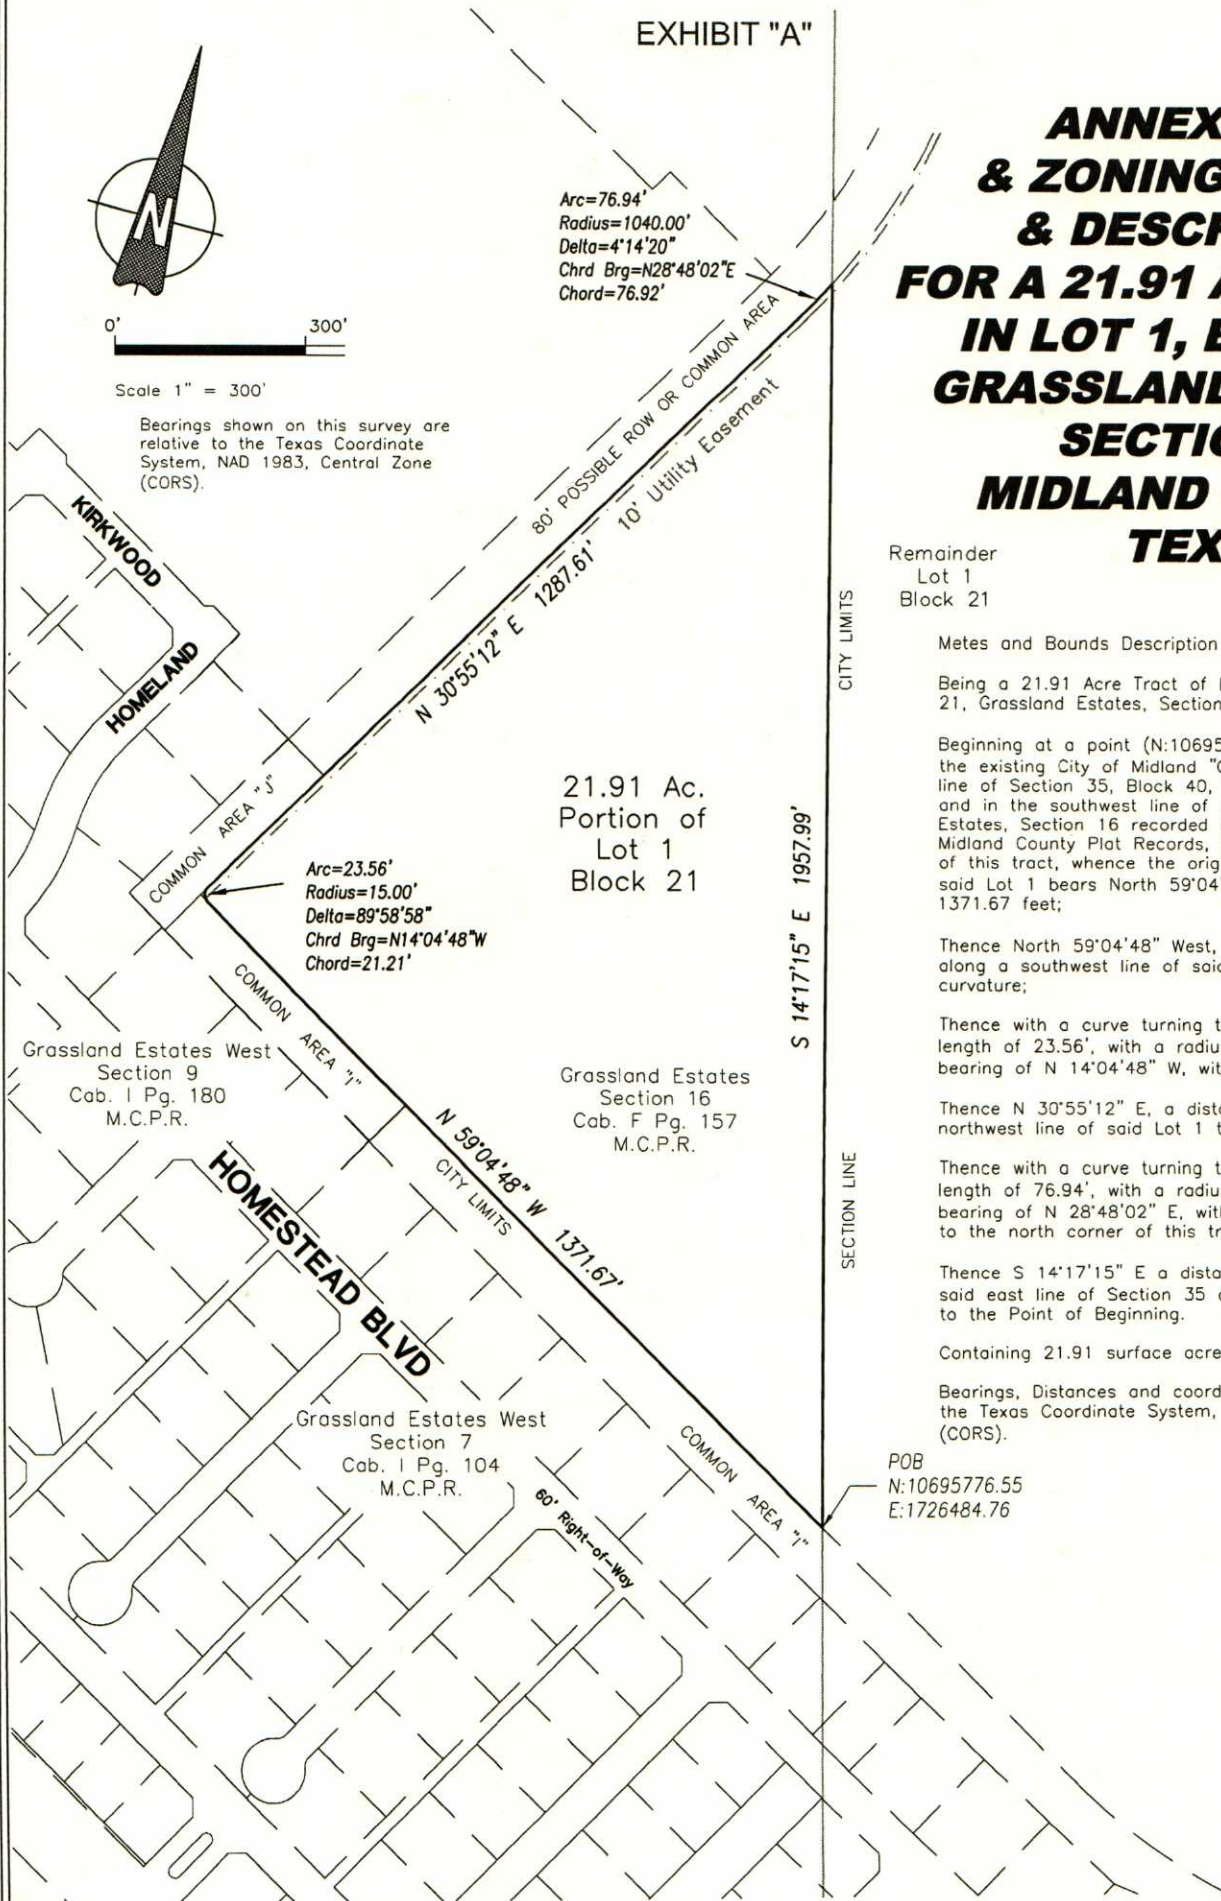 EXHIBIT "A"
ANNEX
& ZONING
& DESC
FOR A 21.91
IN LOT 1,
GRASSLAND
SECTIO
MIDLAND
TEX
N
0' 300'
Scale 1" = 300'
Bearings shown on this survey are
relative to the Texas Coordinate
System, NAD 1983, Central Zone
(CORS).
Arc=76.94'
Radius=1040.00'
Delta=4°14'20"
Chrd Brg=N28°48'02"E
Chord=76.92'
80' POSSIBLE ROW OR COMMON AREA
10' Utility Easement
N 30°55'12" E 1287.61'
KIRKWOOD
HOMELAND
COMMON AREA "J"
21.91 Ac.
Portion of
Lot 1
Block 21
Arc=23.56'
Radius=15.00'
Delta=89°58'58"
Chrd Brg=N14°04'48"W
Chord=21.21'
S 14°17'15" E 1957.99'
CITY LIMITS
SECTION LINE
Remainder
Lot 1
Block 21
COMMON AREA "I"
Grassland Estates West
Section 9
Cab. I Pg. 180
M.C.P.R.
Grassland Estates
Section 16
Cab. F Pg. 157
M.C.P.R.
N 59°04'48" W 1371.67'
CITY LIMITS
HOMESTEAD BLVD
Grassland Estates West
Section 7
Cab. I Pg. 104
M.C.P.R.
60' Right-of-Way
COMMON AREA "I"
POB
N:10695776.55
E:1726484.76
Metes and Bounds Description
Being a 21.91 Acre Tract of
21, Grassland Estates, Section
Beginning at a point (N:10695
the existing City of Midland "
line of Section 35, Block 40,
and in the southwest line of
Estates, Section 16 recorded
Midland County Plat Records,
of this tract, whence the orig
said Lot 1 bears North 59°04'
1371.67 feet;
Thence North 59°04'48" West,
along a southwest line of said
curvature;
Thence with a curve turning t
length of 23.56', with a radiu
bearing of N 14°04'48" W, wit
Thence N 30°55'12" E, a dista
northwest line of said Lot 1 t
Thence with a curve turning t
length of 76.94', with a radiu
bearing of N 28°48'02" E, with
to the north corner of this tr
Thence S 14°17'15" E a dista
said east line of Section 35
to the Point of Beginning.
Containing 21.91 surface acre
Bearings, Distances and coord
the Texas Coordinate System,
(CORS).